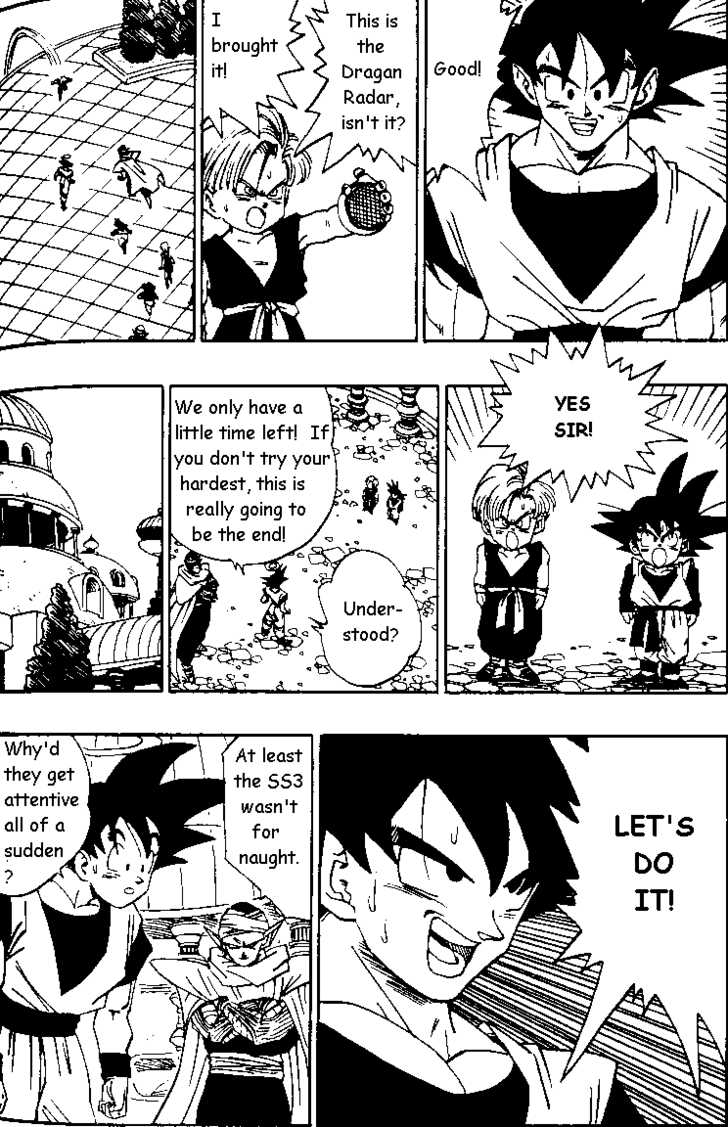 I
brought
it!
This is
the
Dragan
Radar,
isn't it?
Good!
We only have a
little time left!  If
you don't try your
hardest, this is
really going to
be the end!
Under-
stood?
YES
SIR!
Why'd
they get
attentive
all of a
sudden
?
At least
the SS3
wasn't
for
naught.
LET'S
DO
IT!